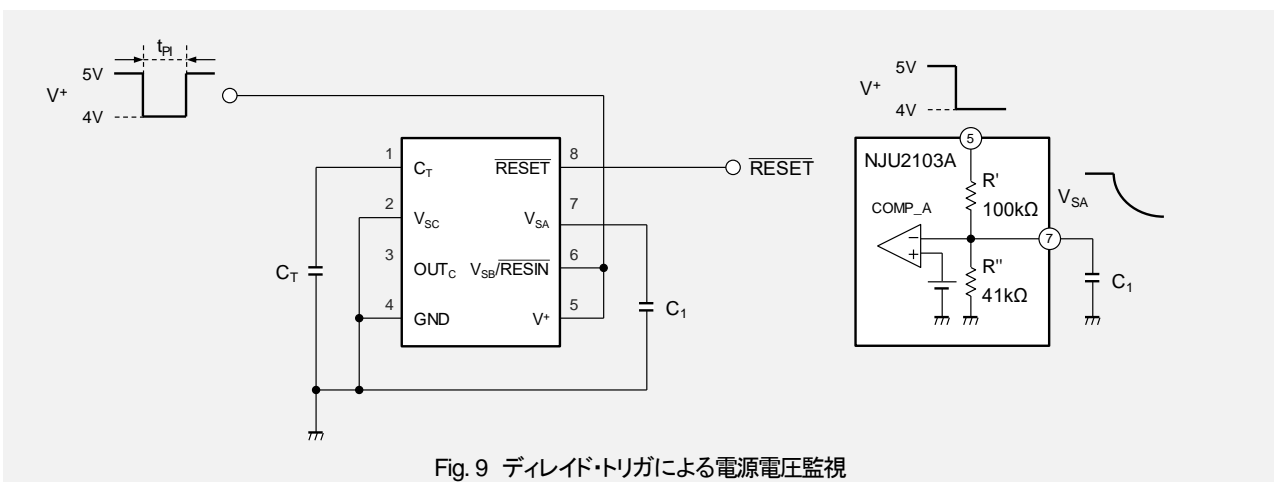 tPI
5V
V+
4V
1
CT
2
VSC
3
OUTC
4
GND
RESET
8
VSA
7
VSB/RESIN
6
V+
5
RESET
CT
C1
5V
V+
4V
5
NJU2103A
R'
100kΩ
COMP_A
VSA
7
R''
41kΩ
C1
Fig. 9 ディレイド・トリガによる電源電圧監視